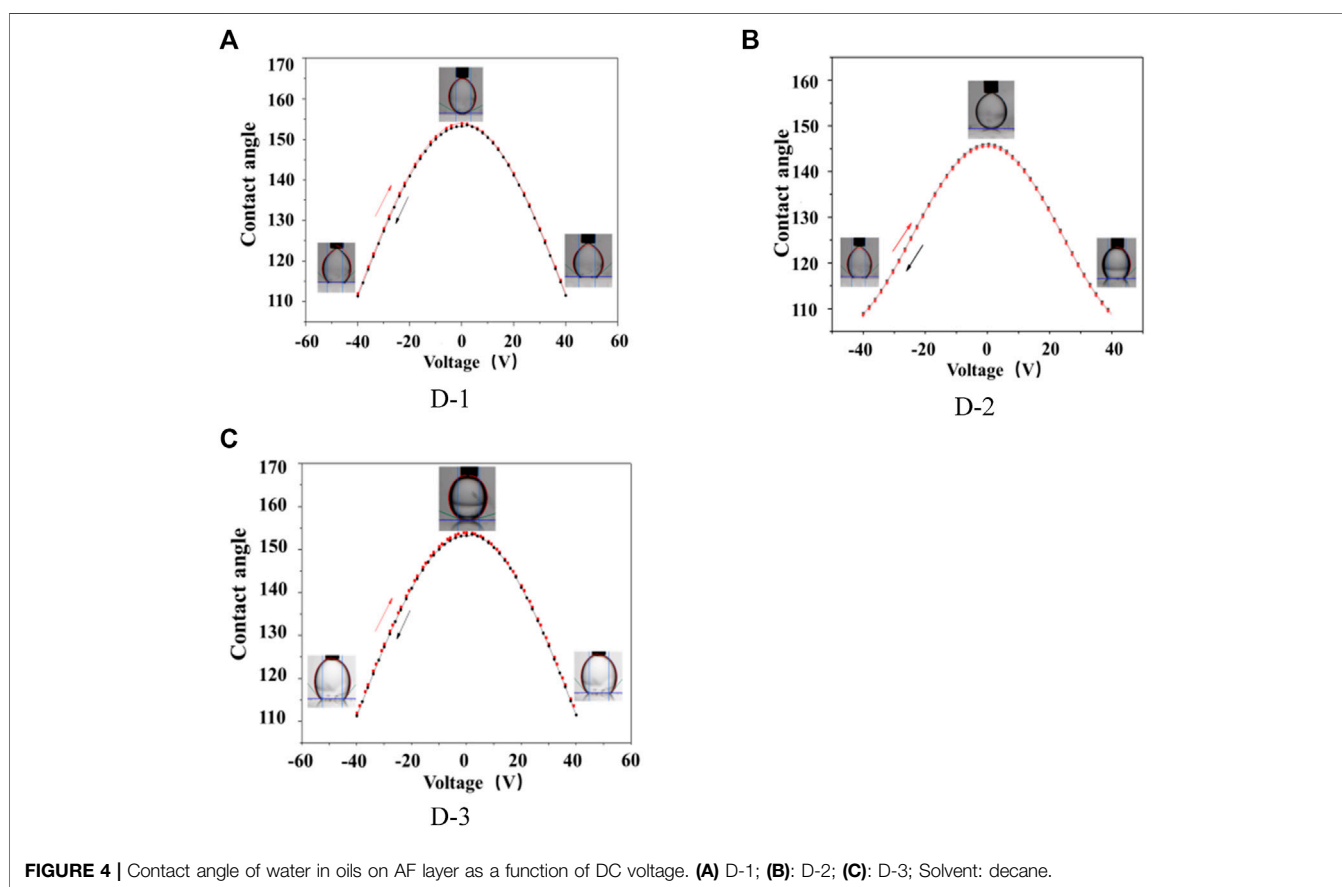 A
170
160
150
140
130
120
110
Contact angle
-60 -40 -20 0 20 40 60
Voltage (V)
D-1
B
160
150
140
130
120
110
Contact angle
-40 -20 0 20 40
Voltage (V)
D-2
C
170
160
150
140
130
120
110
Contact angle
-60 -40 -20 0 20 40 60
Voltage (V)
D-3
FIGURE 4 | Contact angle of water in oils on AF layer as a function of DC voltage. (A) D-1; (B): D-2; (C): D-3; Solvent: decane.